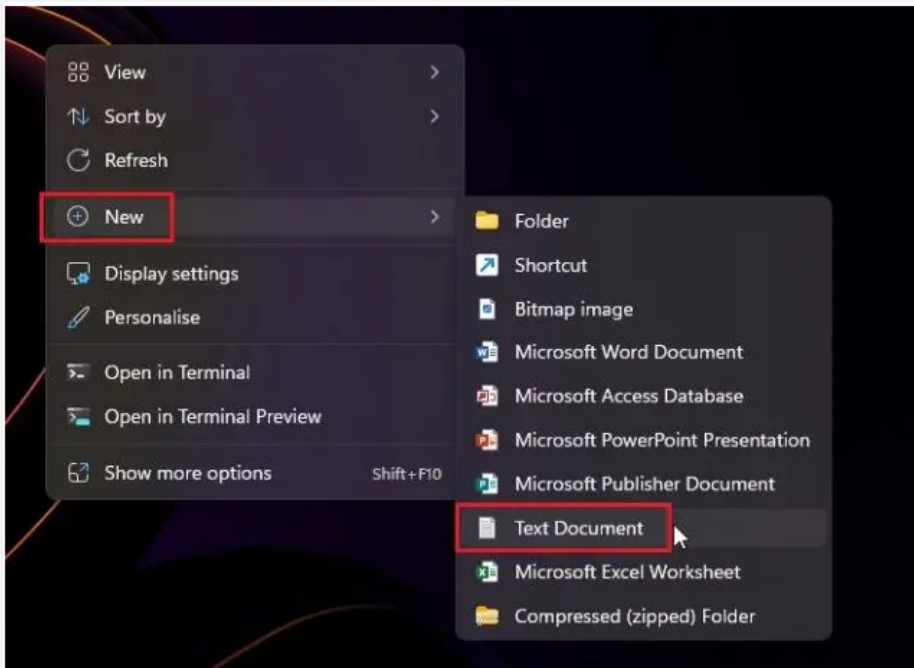 View
Sort by
Refresh
New
Display settings
Personalise
Open in Terminal
Open in Terminal Preview
Show more options Shift+F10
Folder
Shortcut
Bitmap image
Microsoft Word Document
Microsoft Access Database
Microsoft PowerPoint Presentation
Microsoft Publisher Document
Text Document
Microsoft Excel Worksheet
Compressed (zipped) Folder